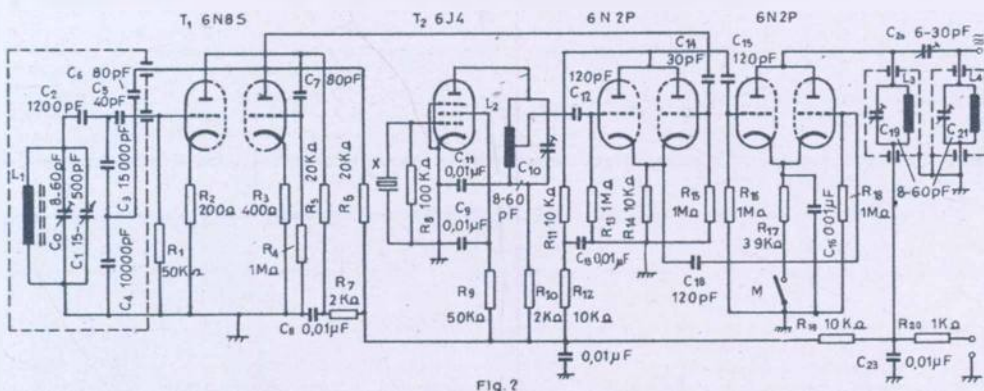 T₁ 6N8S
T₂ 6J4
6N2P
6N2P
C₆
80pF
C₅
40pF
C₂
1200pF
L₁
C₀ 8-60pF
C₁ 15-500pF
C₃ 15000pF
C₄ 10000pF
R₁
50KΩ
R₂
200Ω
R₃
400Ω
R₄
1MΩ
C₇ 80pF
R₅ 20KΩ
R₆ 20KΩ
R₇
2KΩ
C₈ 0,01µF
X
R₈ 100KΩ
L₂
C₁₁
0,01µF
C₉
0,01µF
C₁₀
8-60
pF
R₉
50KΩ
R₁₀
2KΩ
R₁₂
10KΩ
0,01µF
120pF
C₁₂
R₁₁ 10KΩ
R₁₃ 1MΩ
R₁₄ 10KΩ
C₁₃ 0,01µF
C₁₄
30pF
R₁₅
1MΩ
C₁₈
120pF
C₁₅
120pF
R₁₆
1MΩ
R₁₇
3.9KΩ
M
C₁₆ 0,01µF
R₁₈
1MΩ
10KΩ
C₂₀ 6-30pF
L₃
C₁₉
L₄
C₂₁
8-60pF
R₂₀ 1KΩ
C₂₃ 0,01µF
Fig. 2